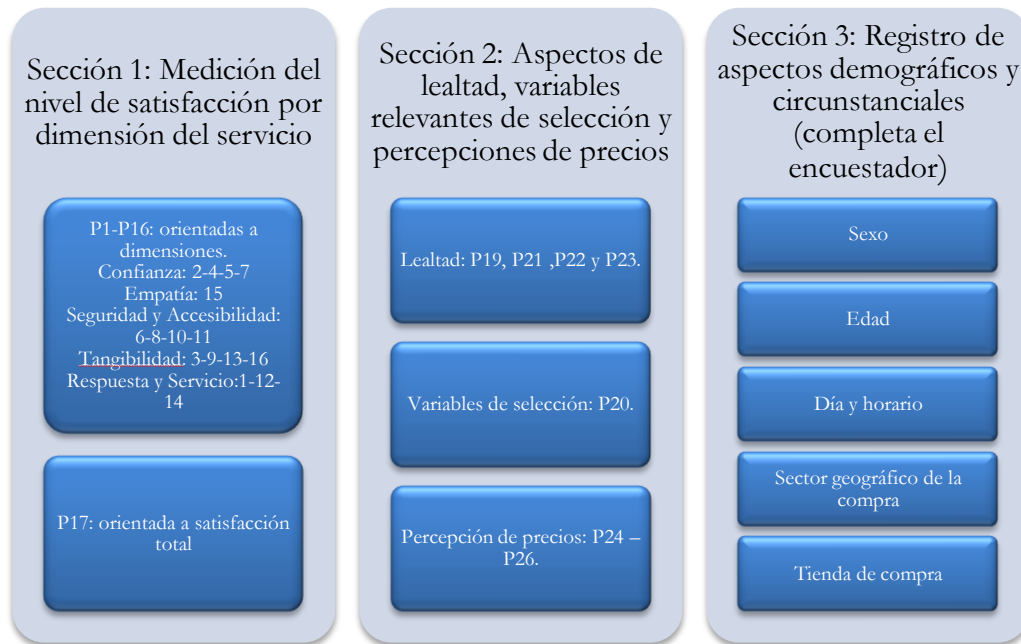 Sección 1: Medición del
nivel de satisfacción por
dimensión del servicio
P1-P16: orientadas a
dimensiones.
Confianza: 2-4-5-7
Empatía: 15
Seguridad y Accesibilidad:
6-8-10-11
Tangibilidad: 3-9-13-16
Respuesta y Servicio:1-12-
14
P17: orientada a satisfacción
total
Sección 2: Aspectos de
lealtad, variables
relevantes de selección y
percepciones de precios
Lealtad: P19, P21 ,P22 y P23.
Variables de selección: P20.
Percepción de precios: P24 –
P26.
Sección 3: Registro de
aspectos demográficos y
circunstanciales
(completa el
encuestador)
Sexo
Edad
Día y horario
Sector geográfico de la
compra
Tienda de compra